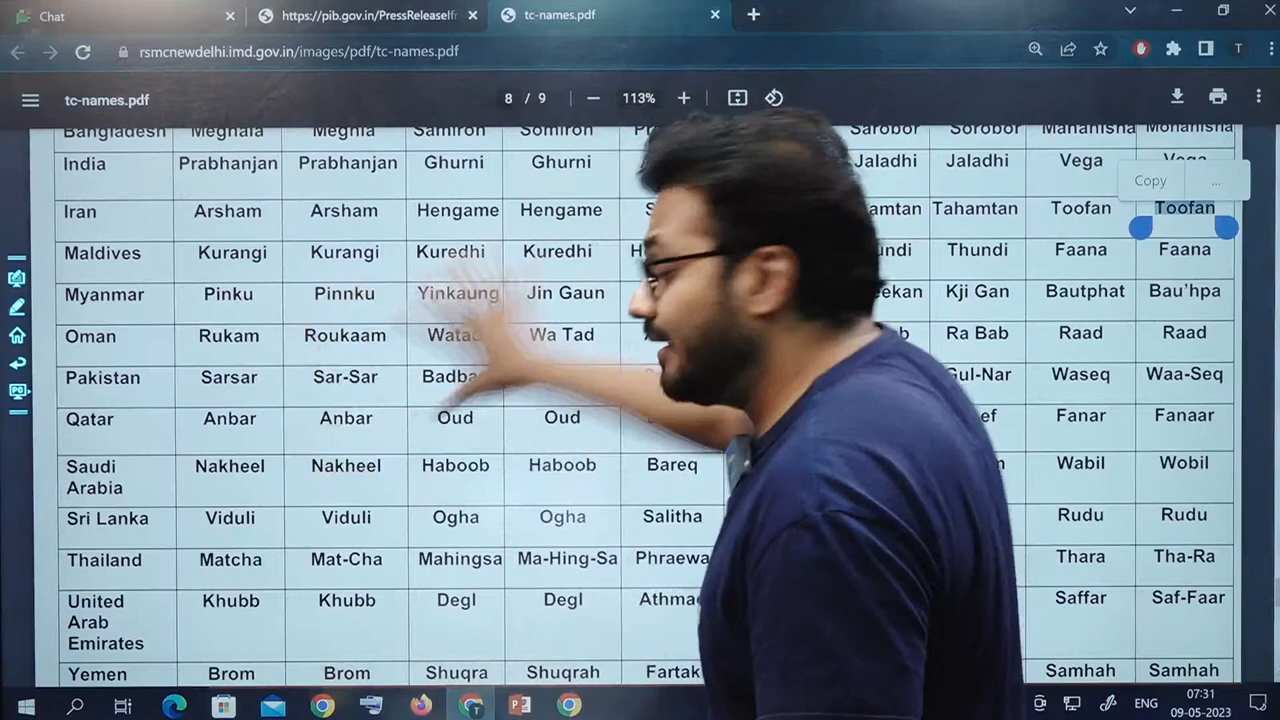 Chat
https://pib.gov.in/PressReleaseIfr
tc-names.pdf
rsmcnewdelhi.imd.gov.in/images/pdf/tc-names.pdf
T
tc-names.pdf
8 / 9
113%
Bangladesh Meghala Meghla Samiron Somiron Sarobor Sorobor Mahanisha Mohanisha
India Prabhanjan Prabhanjan Ghurni Ghurni Jaladhi Jaladhi Vega Vega
Copy ...
Iran Arsham Arsham Hengame Hengame Toofan Toofan
Tahamtan
Maldives Kurangi Kurangi Kuredhi Kuredhi Thundi Faana Faana
Myanmar Pinku Pinnku Yinkaung Jin Gaun Kji Gan Bautphat Bau'hpa
Oman Rukam Roukaam Wa Tad Ra Bab Raad Raad
Pakistan Sarsar Sar-Sar Gul-Nar Waseq Waa-Seq
Qatar Anbar Anbar Oud Oud Fanar Fanaar
Saudi Arabia Nakheel Nakheel Haboob Haboob Bareq Wabil Wobil
Sri Lanka Viduli Viduli Ogha Ogha Salitha Rudu Rudu
Thailand Matcha Mat-Cha Mahingsa Ma-Hing-Sa Phraewa Thara Tha-Ra
United Arab Emirates Khubb Khubb Degl Degl Saffar Saf-Faar
Yemen Brom Brom Shuqra Shuqrah Fartak Samhah Samhah
ENG
07:31
09-05-2023